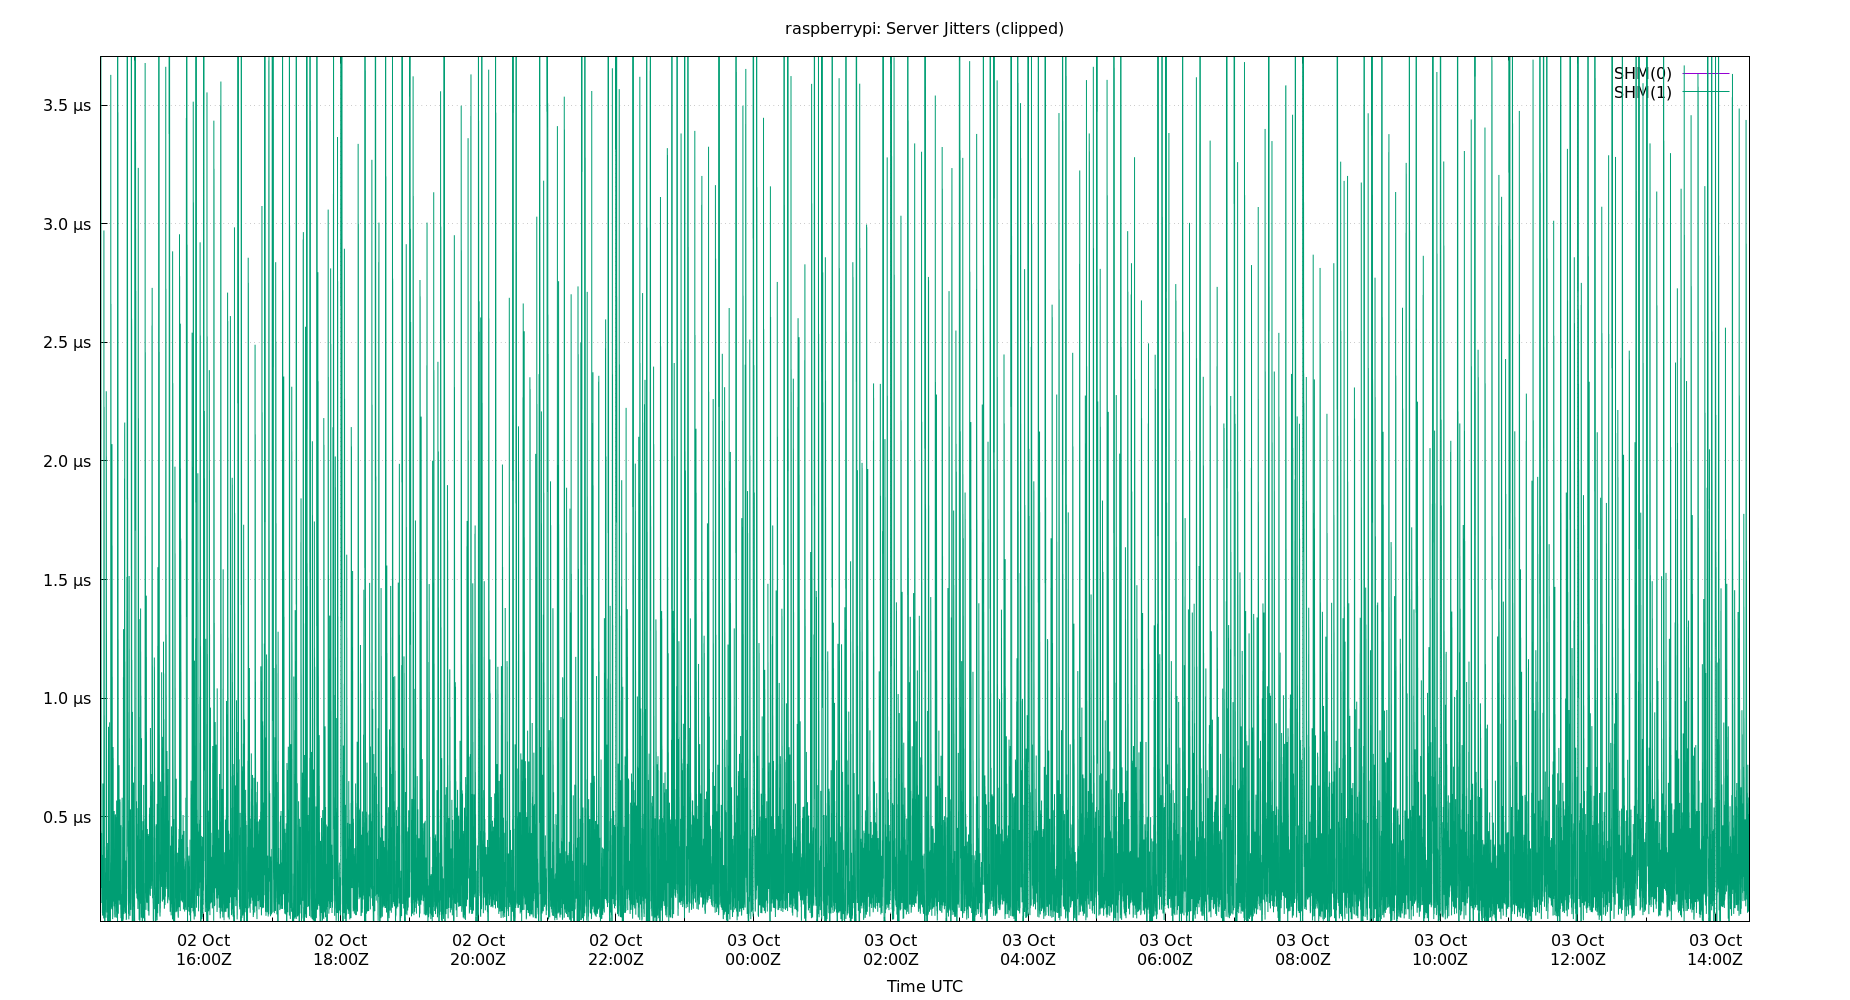 raspberrypi: Server Jitters (clipped)
SHM(0)
SHM(1)
3.5 µs
3.0 µs
2.5 µs
2.0 µs
1.5 µs
1.0 µs
0.5 µs
02 Oct 02 Oct 02 Oct 02 Oct 03 Oct 03 Oct 03 Oct 03 Oct 03 Oct 03 Oct 03 Oct 03 Oct
16:00Z 18:00Z 20:00Z 22:00Z 00:00Z 02:00Z 04:00Z 06:00Z 08:00Z 10:00Z 12:00Z 14:00Z
Time UTC